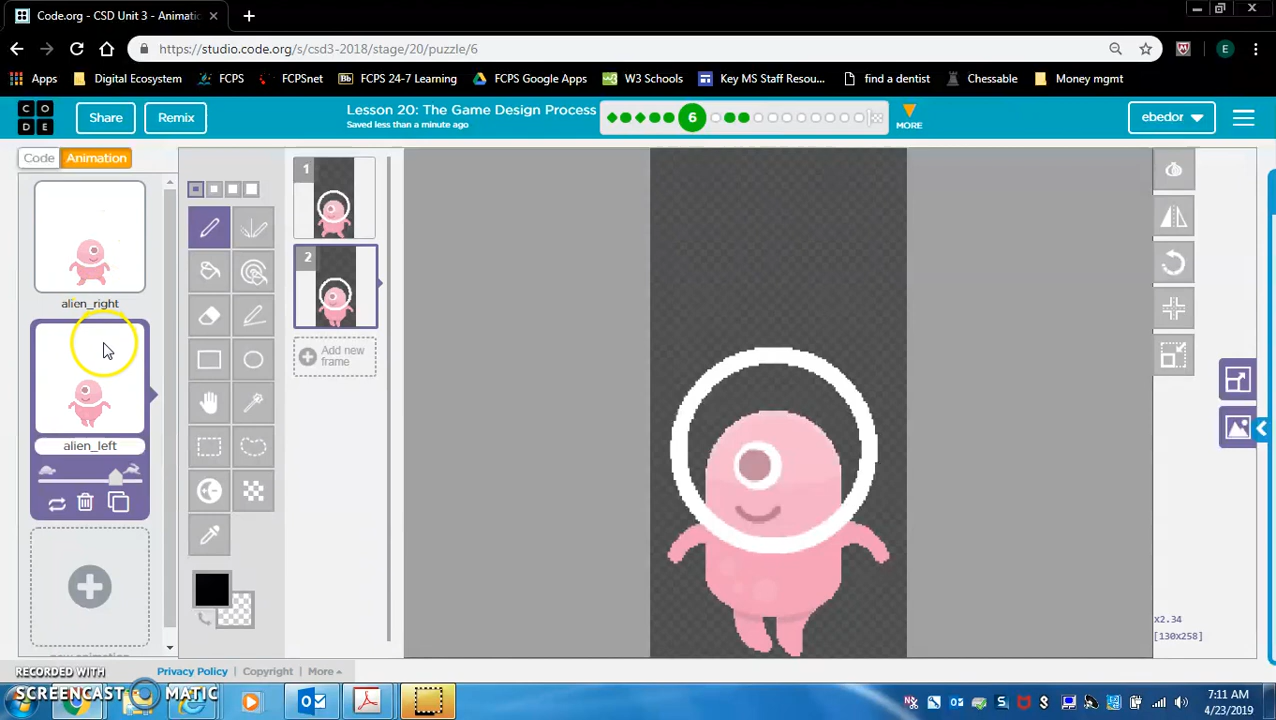 Code.org - CSD Unit 3 - Animatic
https://studio.code.org/s/csd3-2018/stage/20/puzzle/6
E
Apps
Digital Ecosystem
FCPS
FCPSnet
Bb FCPS 24-7 Learning
FCPS Google Apps
W3 Schools
Key MS Staff Resou...
find a dentist
Chessable
Money mgmt
C O
D E
Share
Remix
Lesson 20: The Game Design Process
Saved less than a minute ago
6
MORE
ebedor
Code
Animation
alien_right
alien_left
1
2
Add new
frame
x2.34
[130x258]
Privacy Policy
Copyright
More
RECORDED WITH
SCREENCAST MATIC
7:11 AM
4/23/2019